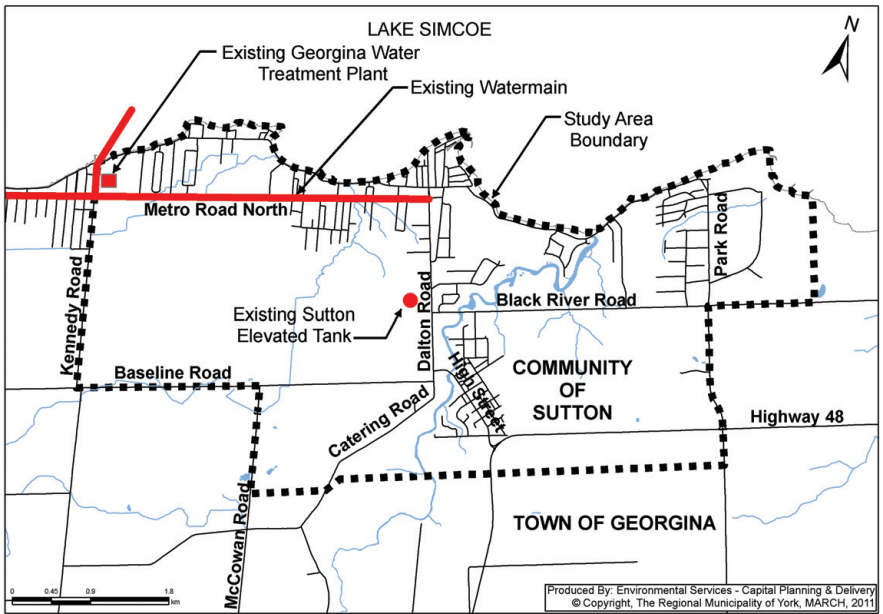 LAKE SIMCOE
N
Existing Georgina Water
Treatment Plant
Existing Watermain
Study Area
Boundary
Metro Road North
Park Road
Kennedy Road
Dalton Road
Black River Road
Existing Sutton
Elevated Tank
High Street
Baseline Road
COMMUNITY
OF
SUTTON
Catering Road
Highway 48
McCowan Road
TOWN OF GEORGINA
0 0.45 0.9 1.8
km
Produced By: Environmental Services - Capital Planning & Delivery
© Copyright, The Regional Municipality of York, MARCH, 2011